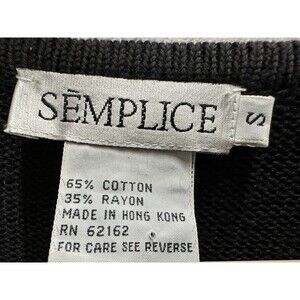 SĒMPLICE
S
65% COTTON
35% RAYON
MADE IN HONG KONG
RN 62162
FOR CARE SEE REVERSE